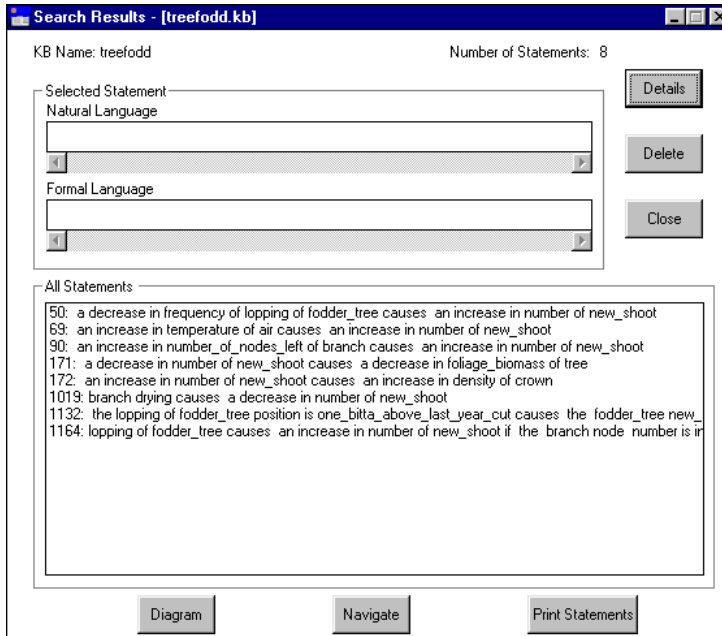 Search Results - [treefodd.kb]
KB Name: treefodd Number of Statements: 8
Selected Statement
Natural Language
Details
Delete
Formal Language
Close
All Statements
50: a decrease in frequency of lopping of fodder_tree causes an increase in number of new_shoot
69: an increase in temperature of air causes an increase in number of new_shoot
90: an increase in number_of_nodes_left of branch causes an increase in number of new_shoot
171: a decrease in number of new_shoot causes a decrease in foliage_biomass of tree
172: an increase in number of new_shoot causes an increase in density of crown
1019: branch drying causes a decrease in number of new_shoot
1132: the lopping of fodder_tree position is one_bitta_above_last_year_cut causes the fodder_tree new_
1164: lopping of fodder_tree causes an increase in number of new_shoot if the branch node number is in
Diagram Navigate Print Statements